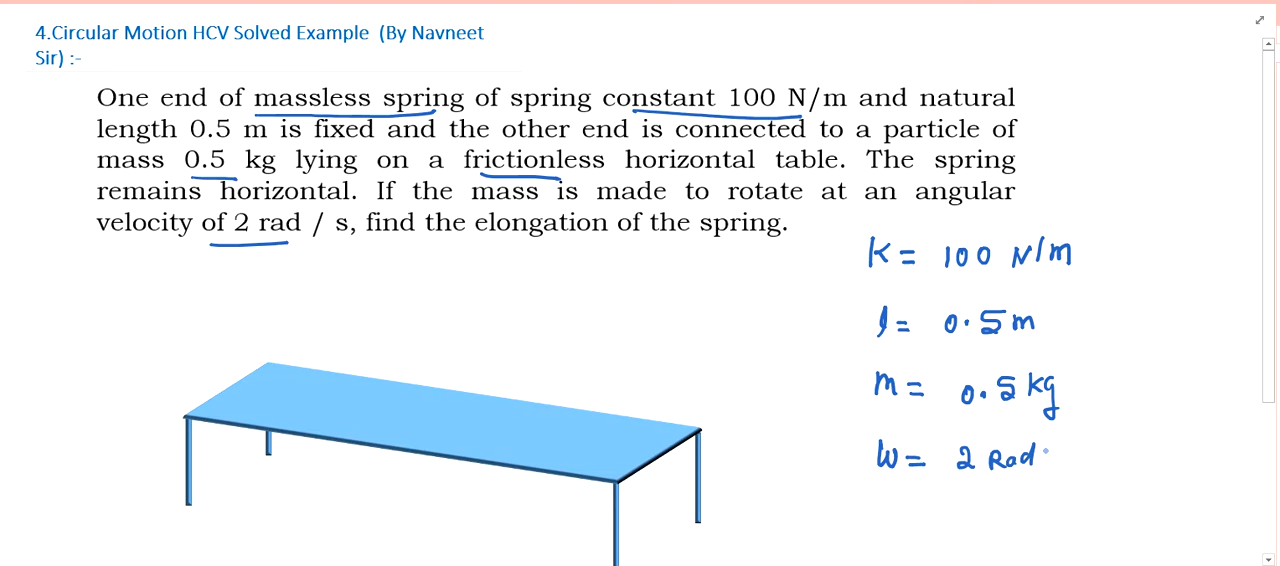 4.Circular Motion HCV Solved Example (By Navneet
Sir) :-
One end of massless spring of spring constant 100 N/m and natural
length 0.5 m is fixed and the other end is connected to a particle of
mass 0.5 kg lying on a frictionless horizontal table. The spring
remains horizontal. If the mass is made to rotate at an angular
velocity of 2 rad / s, find the elongation of the spring.
K = 100 N/m
l = 0.5 m
m = 0.5 kg
W = 2 Rad